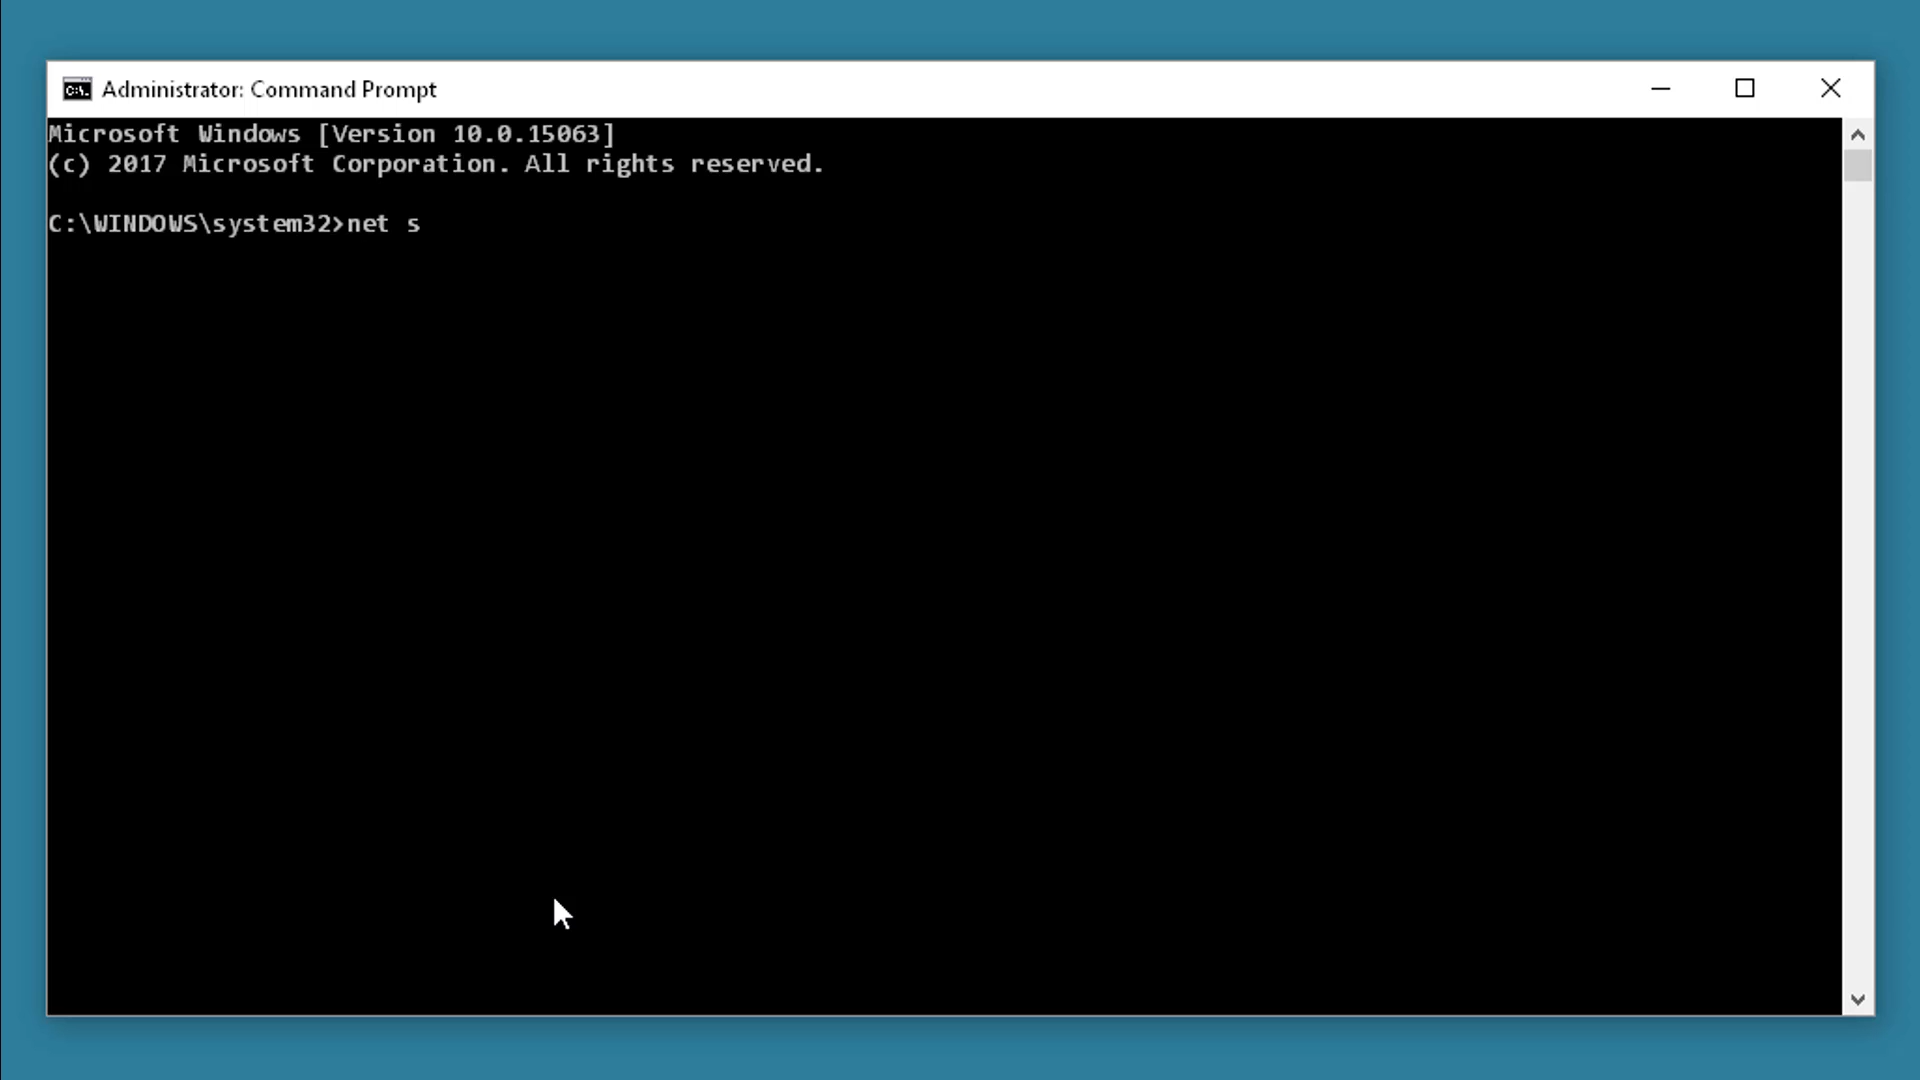 Administrator: Command Prompt
Microsoft Windows [Version 10.0.15063]
(c) 2017 Microsoft Corporation. All rights reserved.
C:\WINDOWS\system32>net s